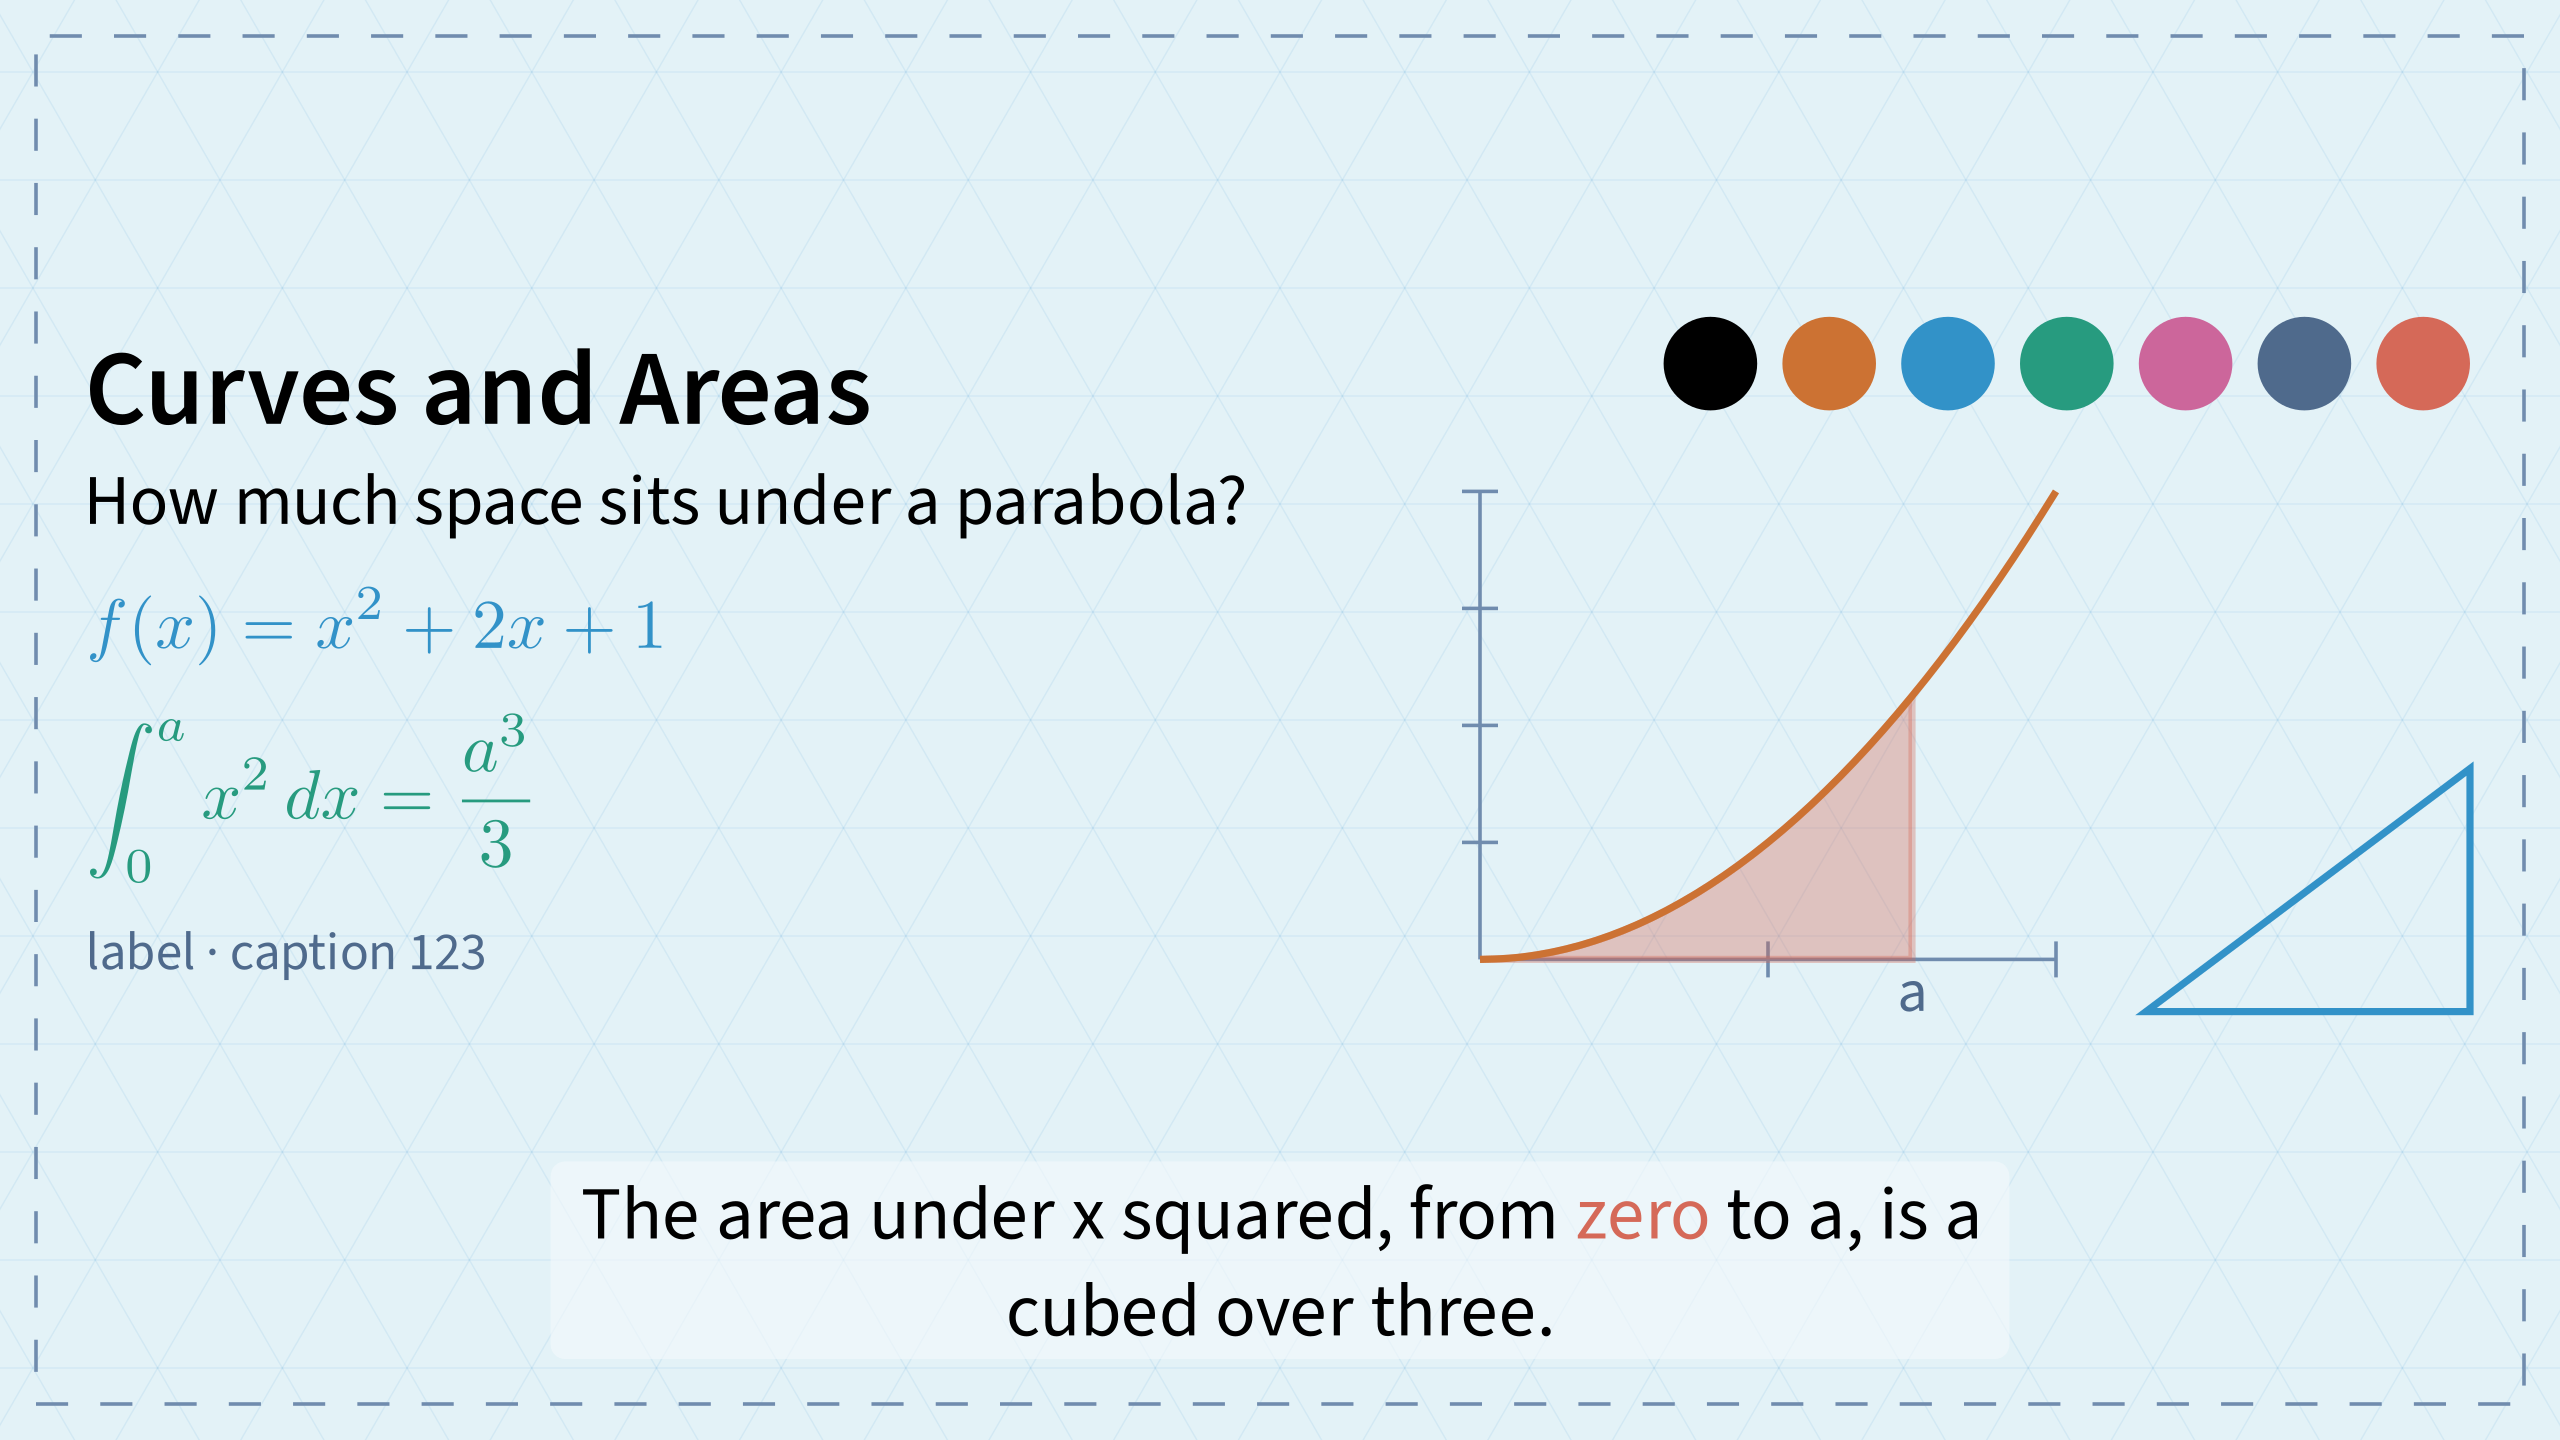 Curves and Areas
How much space sits under a parabola?
f(x) = x² + 2x + 1
∫₀ᵃ x² dx = a³/3
label · caption 123
a
The area under x squared, from zero to a, is a
cubed over three.